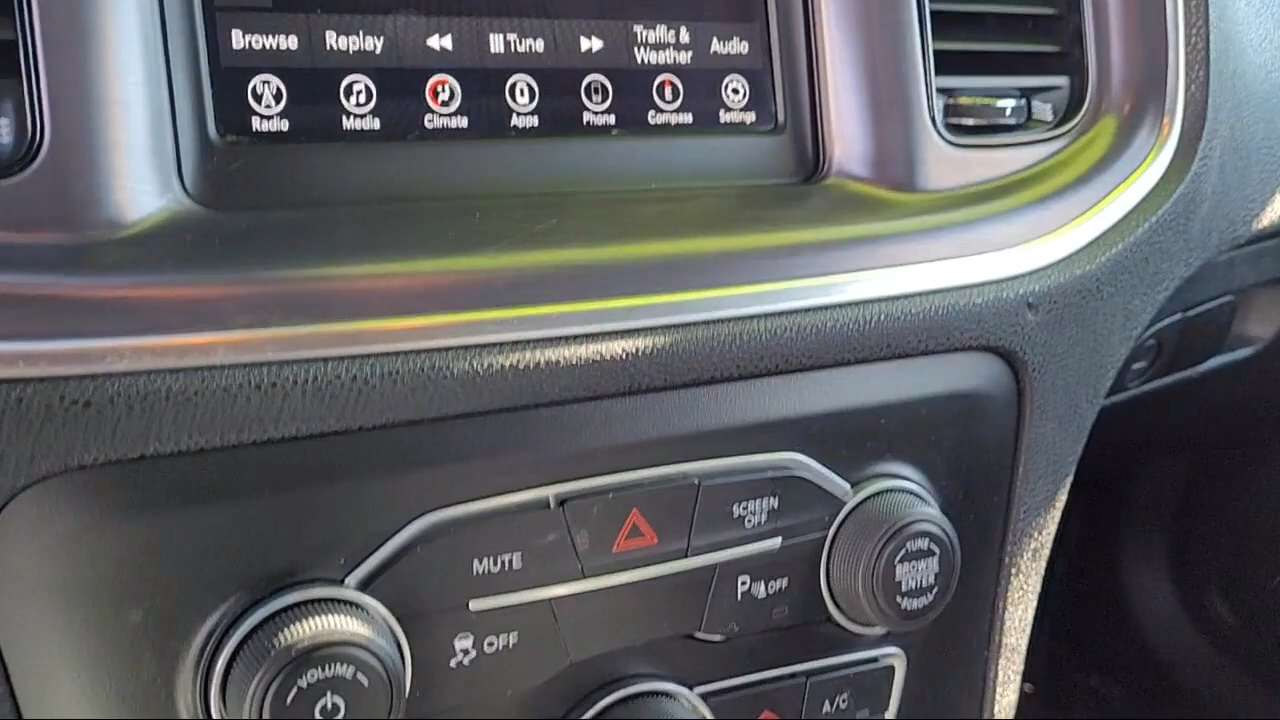 Browse Replay Tune Traffic & Weather Audio
Radio Media Climate Apps Phone Compass Settings
MUTE
SCREEN
OFF
OFF
P OFF
TUNE
BROWSE
ENTER
SCROLL
VOLUME
A/C